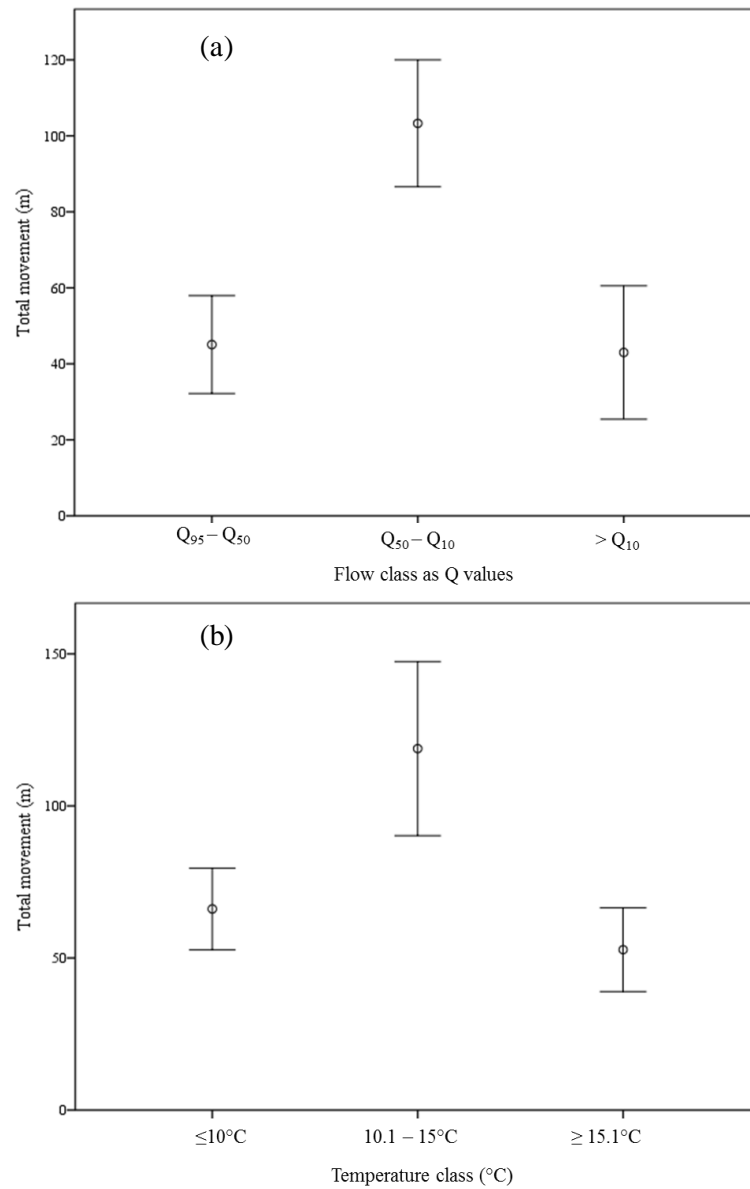 (a)
Total movement (m)
120
100
80
60
40
20
0
Q₉₅ – Q₅₀ Q₅₀ – Q₁₀ > Q₁₀
Flow class as Q values
(b)
Total movement (m)
150
100
50
0
≤10°C 10.1 – 15°C ≥ 15.1°C
Temperature class (°C)